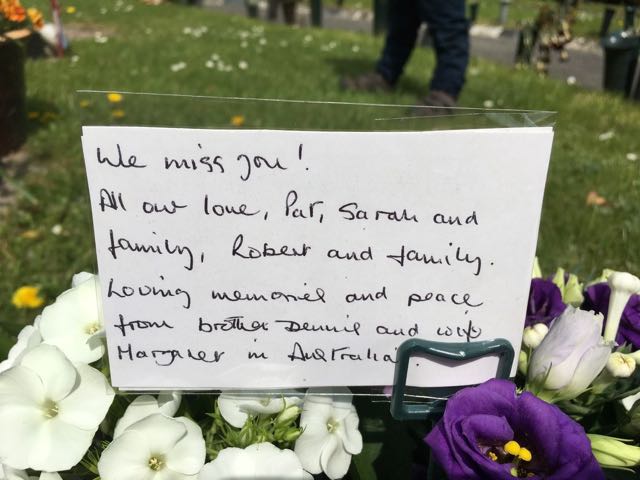 We miss you!
All our love, Pat, Sarah and
family, Robert and family.
Loving memories and peace
from brother Dennis and wife
Margaret in Australia.